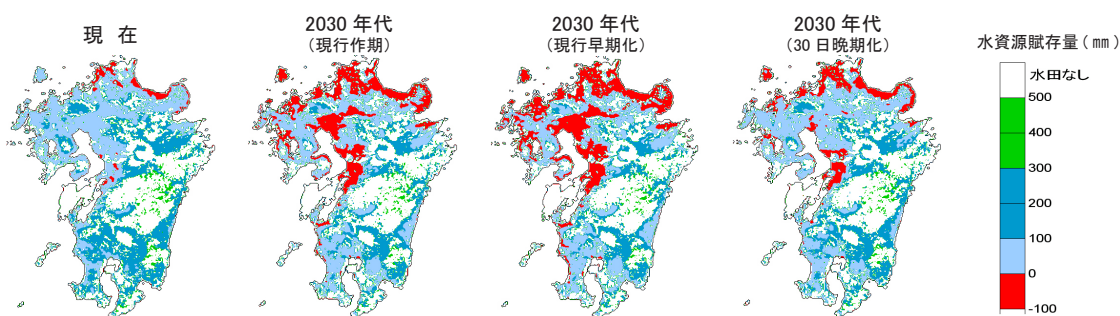 現 在
2030 年代
（現行作期）
2030 年代
（現行早期化）
2030 年代
（30 日晩期化）
水資源賦存量 ( ㎜ )
水田なし
500
400
300
200
100
0
-100